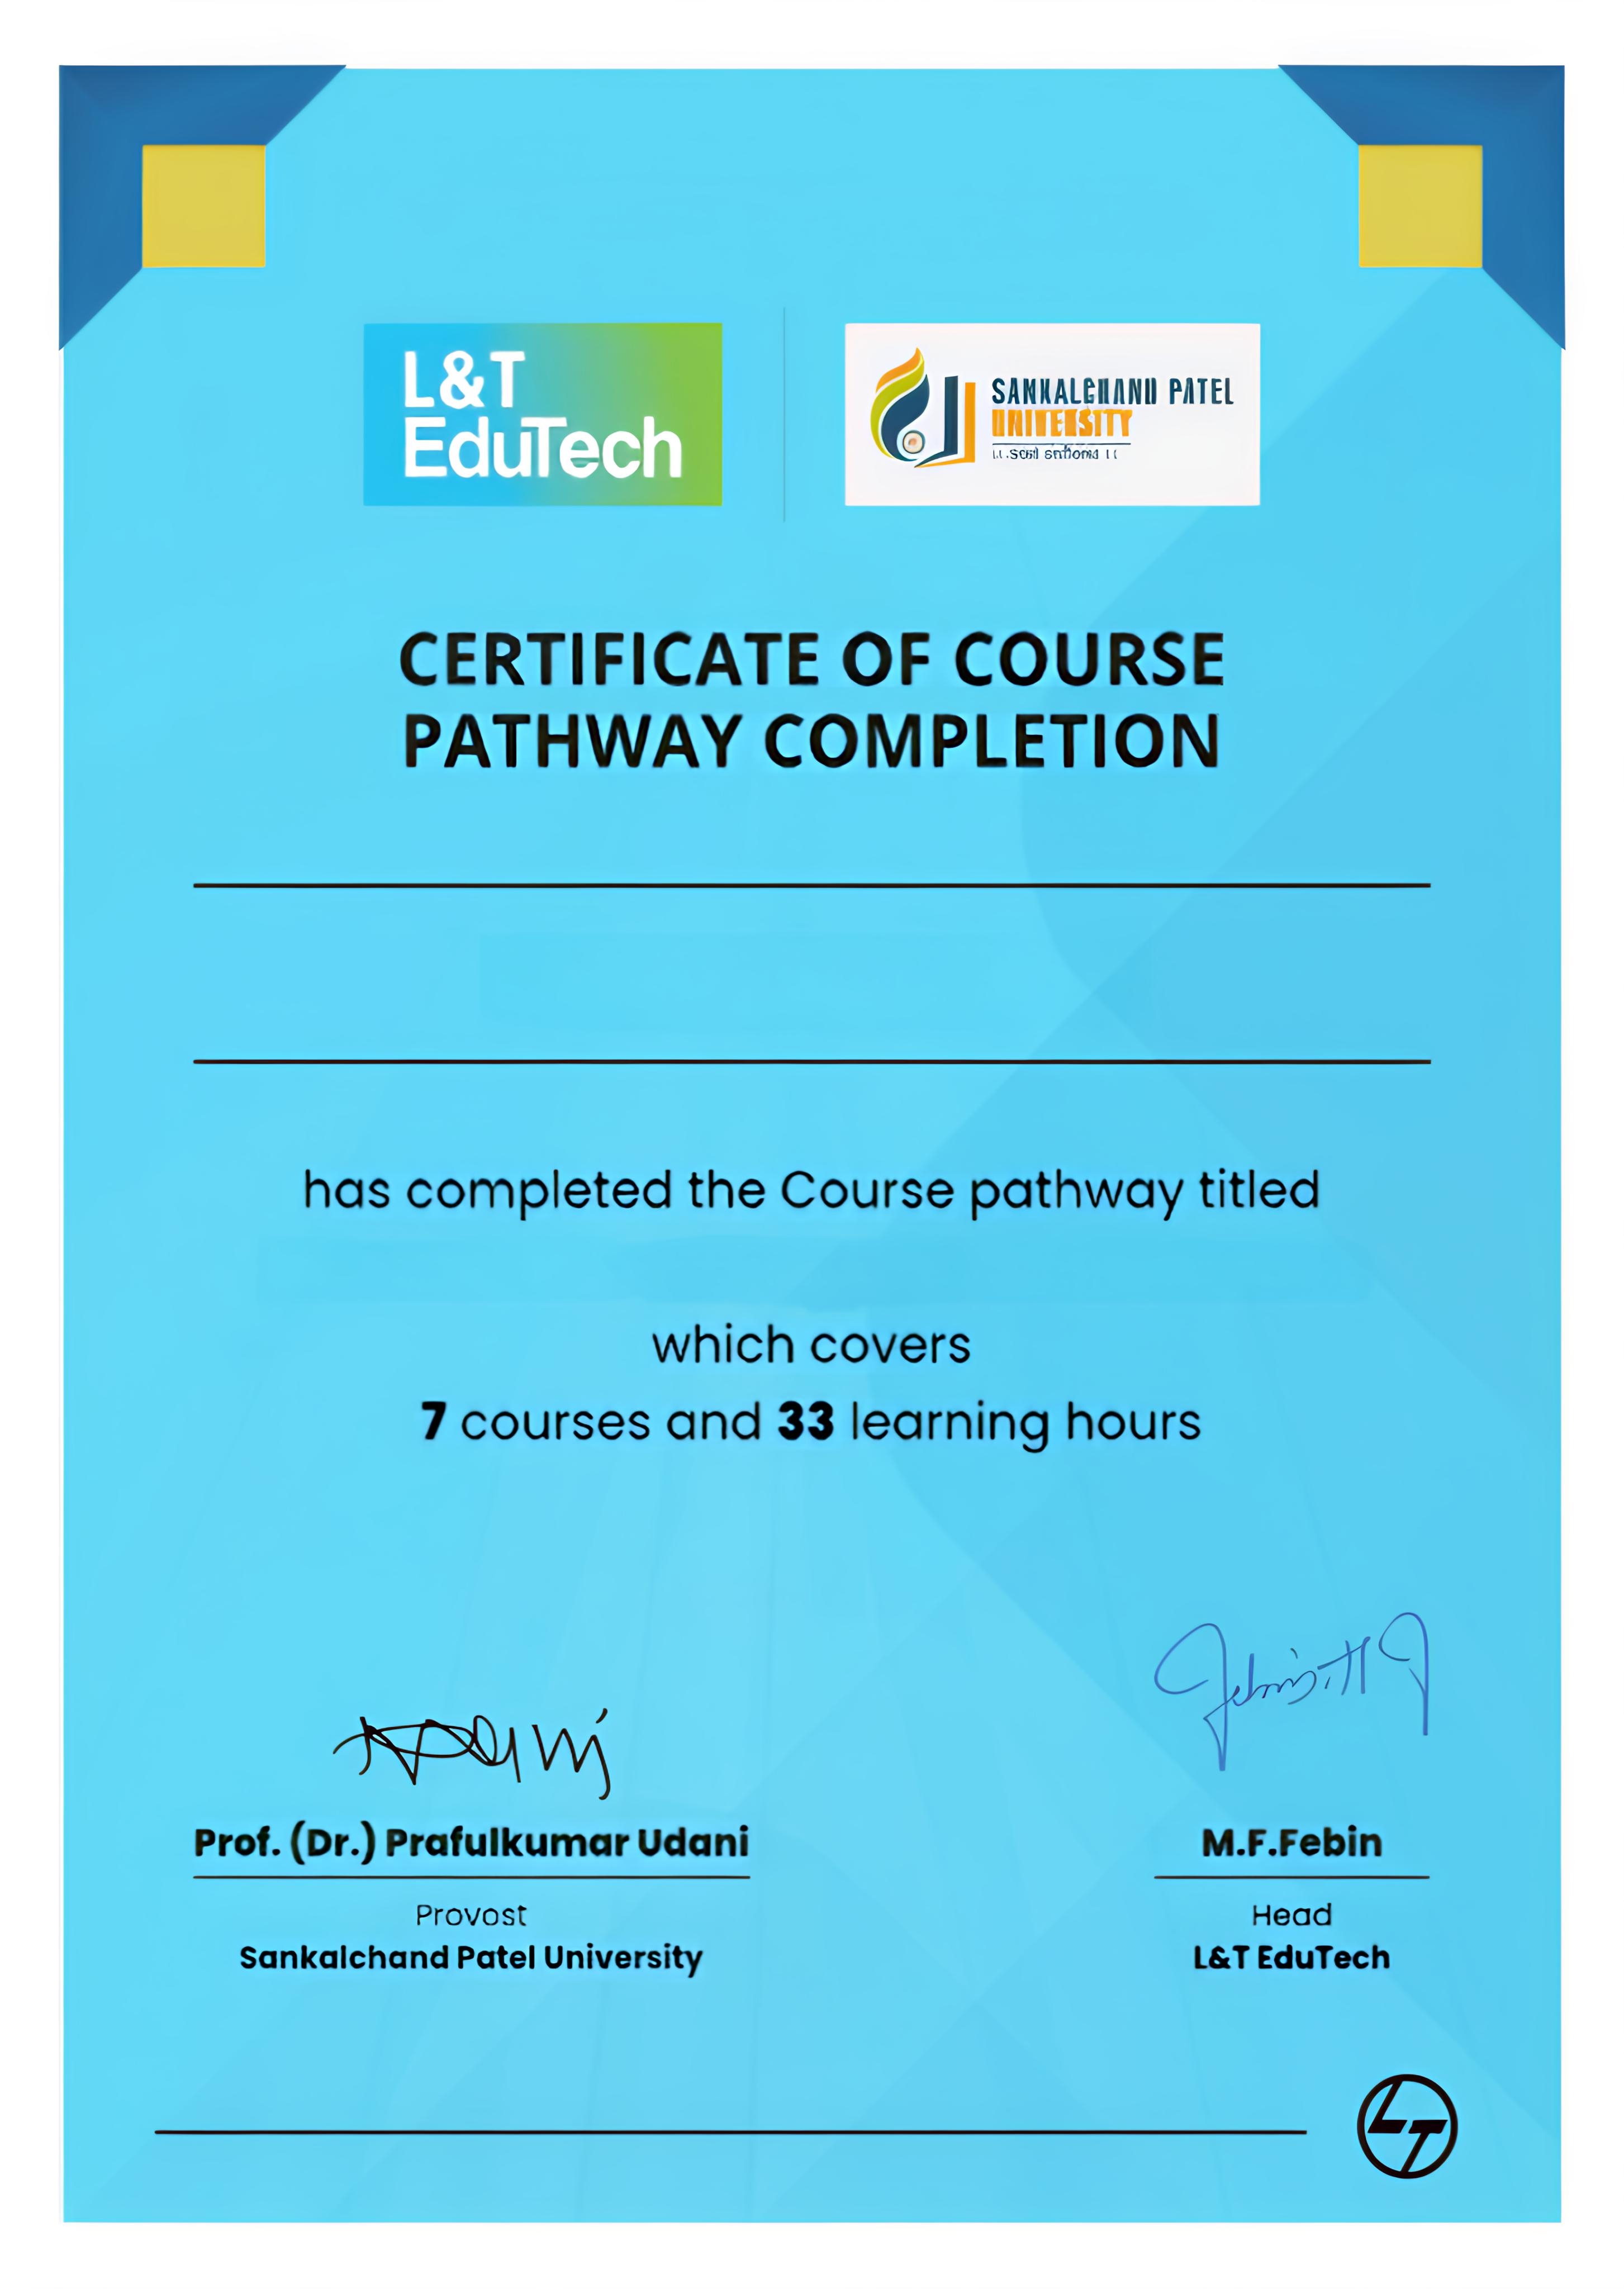 L&T
EduTech
SANKALCHAND PATEL
UNIVERSITY
CERTIFICATE OF COURSE
PATHWAY COMPLETION
has completed the Course pathway titled
which covers
7 courses and 33 learning hours
Prof. (Dr.) Prafulkumar Udani
M.F.Febin
Provost
Head
Sankalchand Patel University
L&T EduTech
LT